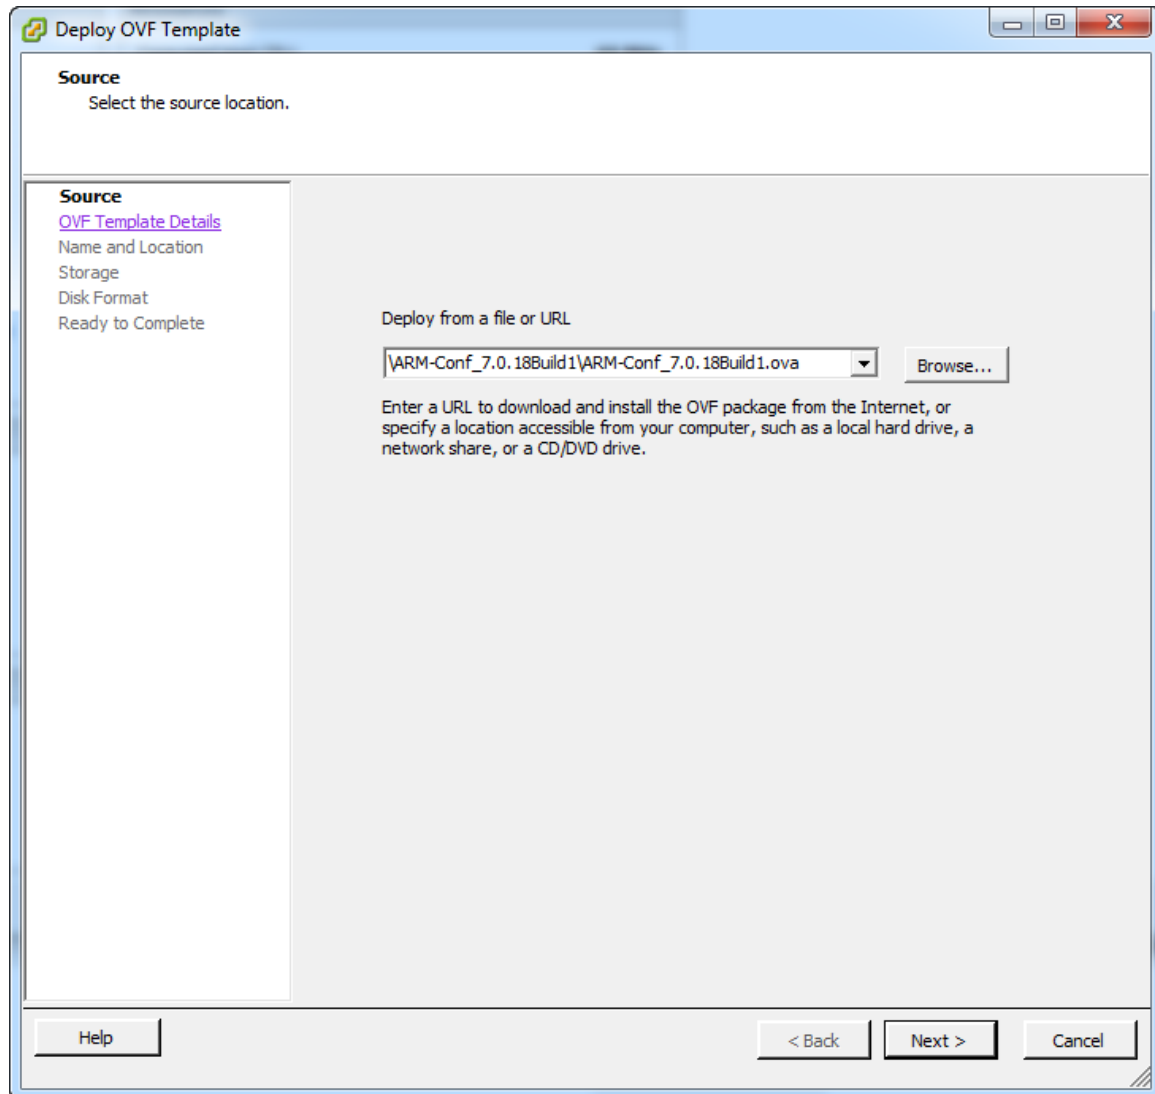 Deploy OVF Template
Source
Select the source location.
Source
OVF Template Details
Name and Location
Storage
Disk Format
Ready to Complete
Deploy from a file or URL
\ARM-Conf_7.0.18Build1\ARM-Conf_7.0.18Build1.ova
Browse...
Enter a URL to download and install the OVF package from the Internet, or
specify a location accessible from your computer, such as a local hard drive, a
network share, or a CD/DVD drive.
Help
< Back
Next >
Cancel